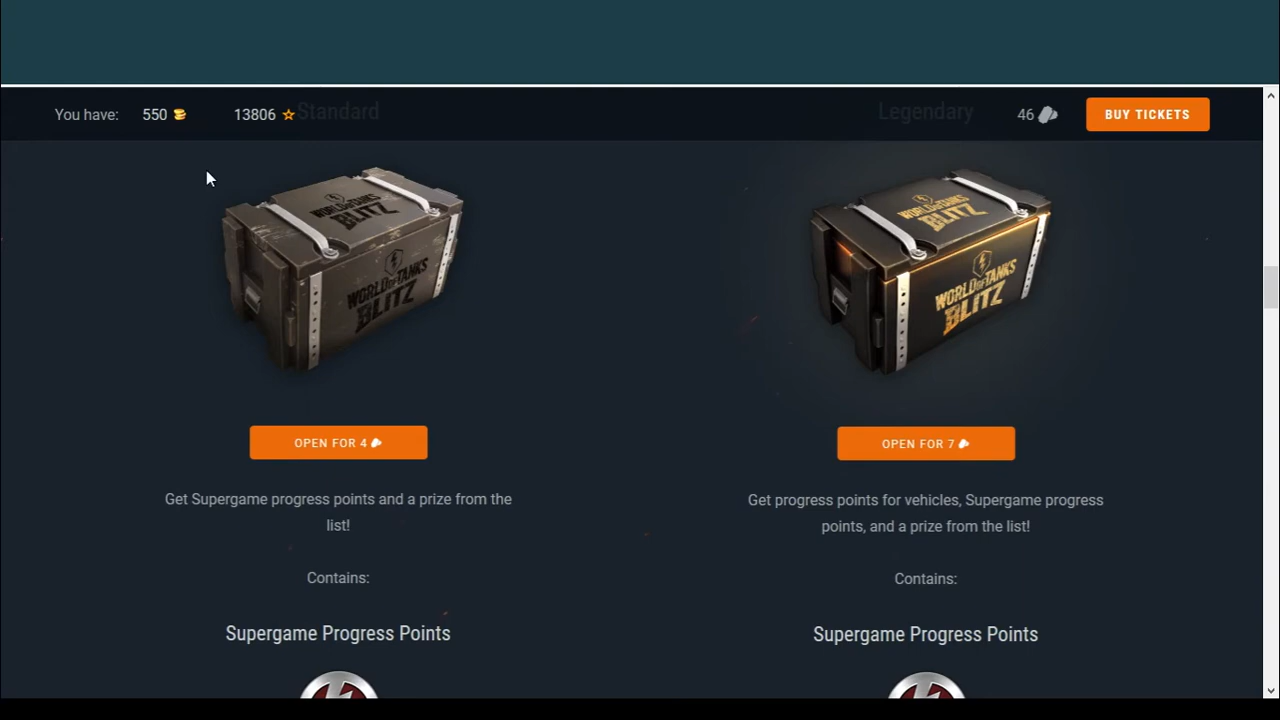 You have: 550 13806 Standard Legendary 46 BUY TICKETS
WORLD OF TANKS
BLITZ
WORLD OF TANKS
BLITZ
WORLD OF TANKS
BLITZ
WORLD OF TANKS
BLITZ
OPEN FOR 4
OPEN FOR 7
Get Supergame progress points and a prize from the
list!
Get progress points for vehicles, Supergame progress
points, and a prize from the list!
Contains:
Contains:
Supergame Progress Points
Supergame Progress Points